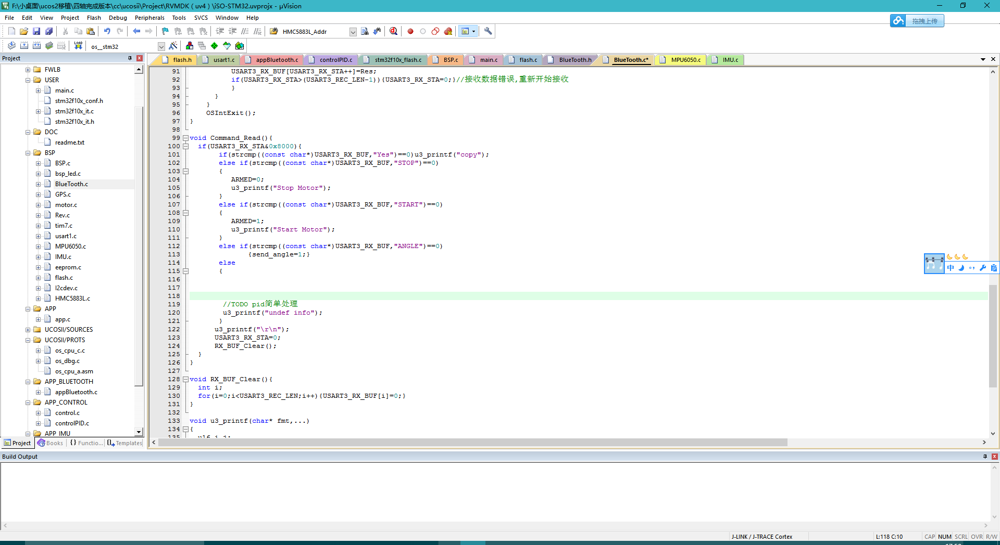 F:\小桌面\ucos2移植\四轴完成版本\cc\ucosii\Project\RVMDK（uv4）\iSO-STM32.uvprojx - µVision
File Edit View Project Flash Debug Peripherals Tools SVCS Window Help
拖拽上传
HMC5883L_Addr
LOAD
os__stm32
Project
flash.h usart1.c appBluetooth.c controlPID.c stm32f10x_flash.c BSP.c main.c flash.c BlueTooth.h BlueTooth.c* MPU6050.c IMU.c
FWLB
USER
main.c
stm32f10x_conf.h
stm32f10x_it.c
stm32f10x_it.h
DOC
readme.txt
BSP
BSP.c
bsp_led.c
BlueTooth.c
GPS.c
motor.c
Rev.c
tim7.c
usart1.c
MPU6050.c
IMU.c
eeprom.c
flash.c
I2cdev.c
HMC5883L.c
APP
app.c
UCOSII/SOURCES
UCOSII/PROTS
os_cpu_c.c
os_dbg.c
os_cpu_a.asm
APP_BLUETOOTH
appBluetooth.c
APP_CONTROL
control.c
controlPID.c
APP_IMU
Project Books {} Functio... Templates
91 USART3_RX_BUF[USART3_RX_STA++]=Res;
92 if(USART3_RX_STA>(USART3_REC_LEN-1)){USART3_RX_STA=0;}//接收数据错误,重新开始接收
93 }
94 }
95 }
96 OSIntExit();
97 }
98
99 void Command_Read(){
100 if(USART3_RX_STA&0x8000){
101 if(strcmp((const char*)USART3_RX_BUF,"Yes")==0)u3_printf("copy");
102 else if(strcmp((const char*)USART3_RX_BUF,"STOP")==0)
103 {
104 ARMED=0;
105 u3_printf("Stop Motor");
106 }
107 else if(strcmp((const char*)USART3_RX_BUF,"START")==0)
108 {
109 ARMED=1;
110 u3_printf("Start Motor");
111 }
112 else if(strcmp((const char*)USART3_RX_BUF,"ANGLE")==0)
113 {send_angle=1;}
114 else
115 {
116
117
118
119 //TODO pid简单处理
120 u3_printf("undef info");
121 }
122 u3_printf("\r\n");
123 USART3_RX_STA=0;
124 RX_BUF_Clear();
125 }
126 }
127
128 void RX_BUF_Clear(){
129 int i;
130 for(i=0;i<USART3_REC_LEN;i++){USART3_RX_BUF[i]=0;}
131 }
132
133 void u3_printf(char* fmt,...)
134 {
135 u16 i,j;
中
Build Output
J-LINK / J-TRACE Cortex L:118 C:10 CAP NUM SCRL OVR R/W